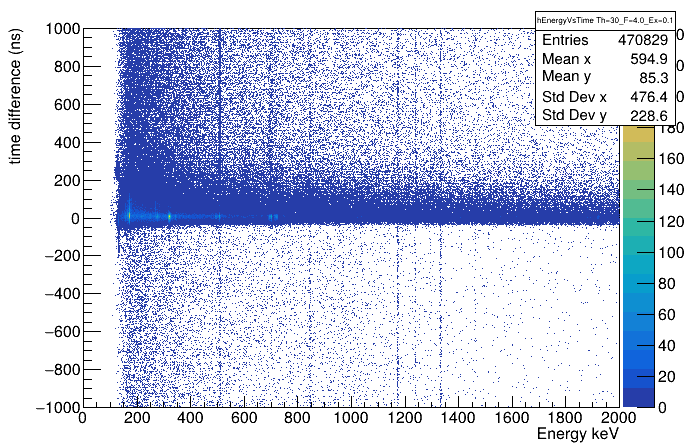 hEnergyVsTime Th=30_F=4.0_Ex=0.1
Entries 470829
Mean x 594.9
Mean y 85.3
Std Dev x 476.4
Std Dev y 228.6
time difference (ns)
1000
800
600
400
200
0
−200
−400
−600
−800
−1000
0 200 400 600 800 1000 1200 1400 1600 1800 2000
Energy keV
180
160
140
120
100
80
60
40
20
0